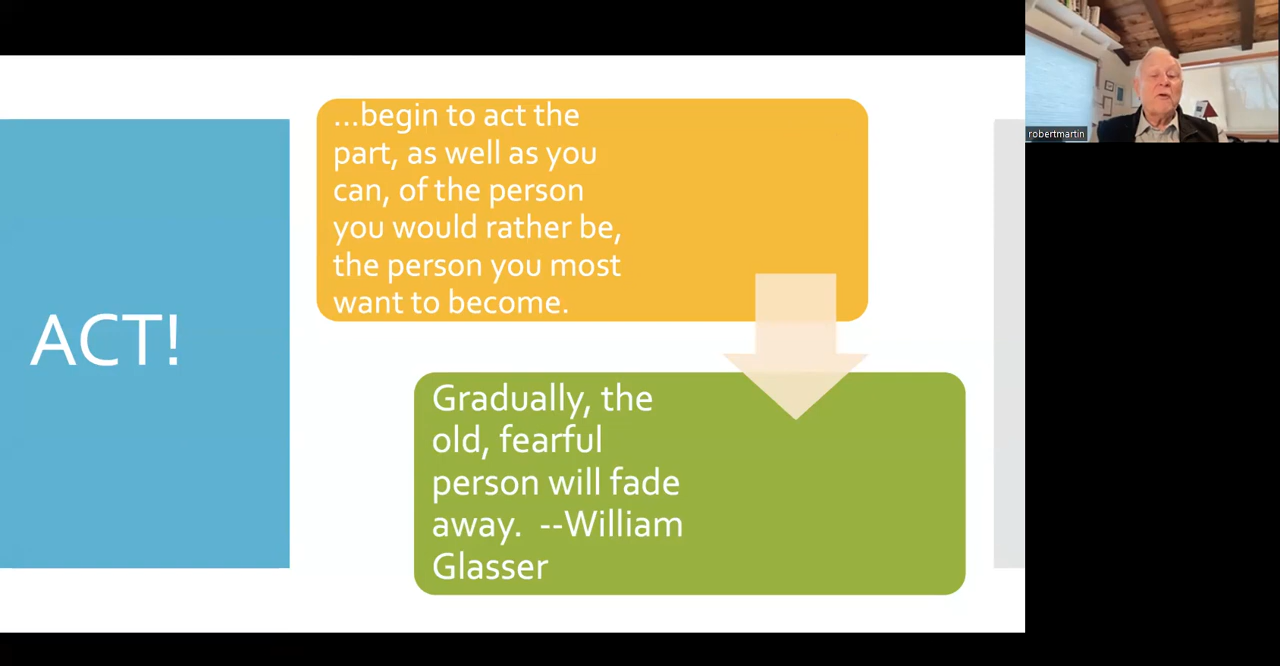 ACT!
...begin to act the
part, as well as you
can, of the person
you would rather be,
the person you most
want to become.
Gradually, the
old, fearful
person will fade
away.  --William
Glasser
robertmartin